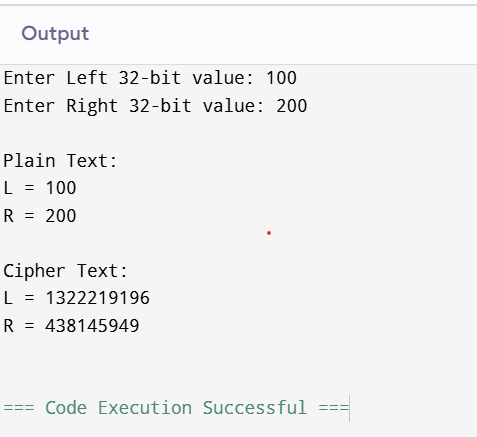 Output
Enter Left 32-bit value: 100
Enter Right 32-bit value: 200
Plain Text:
L = 100
R = 200
Cipher Text:
L = 1322219196
R = 438145949
=== Code Execution Successful ===